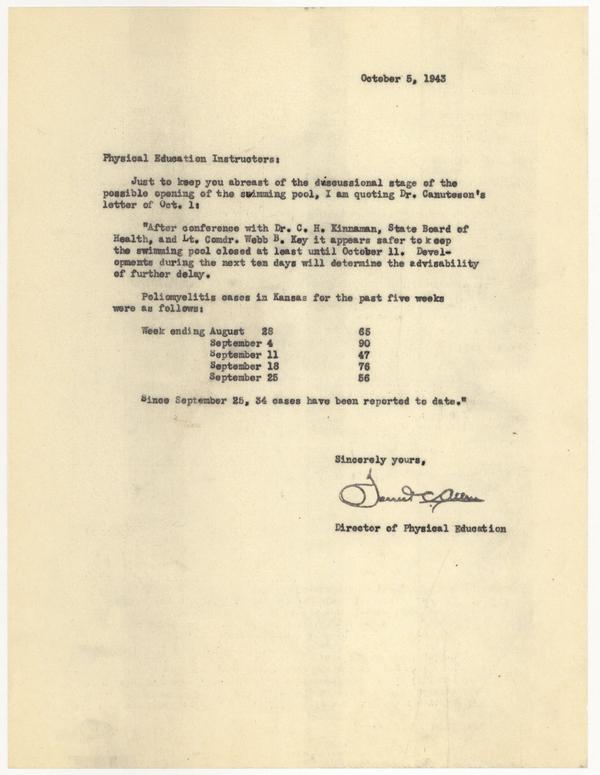 October 5, 1943
Physical Education Instructors:
Just to keep you abreast of the discussional stage of the
possible opening of the swimming pool, I am quoting Dr. Canuteson's
letter of Oct. 1:
"After conference with Dr. C. H. Kinnaman, State Board of
Health, and Lt. Comdr. Webb B. Key it appears safer to keep
the swimming pool closed at least until October 11. Devel-
opments during the next ten days will determine the advisability
of further delay.
Poliomyelitis cases in Kansas for the past five weeks
were as follows:
Week ending August 28 65
September 4 90
September 11 47
September 18 76
September 25 56
Since September 25, 34 cases have been reported to date."
Sincerely yours,
Forrest C. Allen
Director of Physical Education